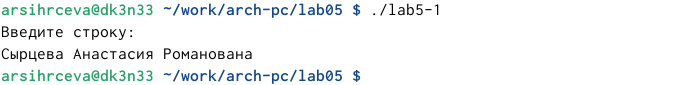 arsihrceva@dk3n33 ~/work/arch-pc/lab05 $ ./lab5-1
Введите строку:
Сырцева Анастасия Романована
arsihrceva@dk3n33 ~/work/arch-pc/lab05 $